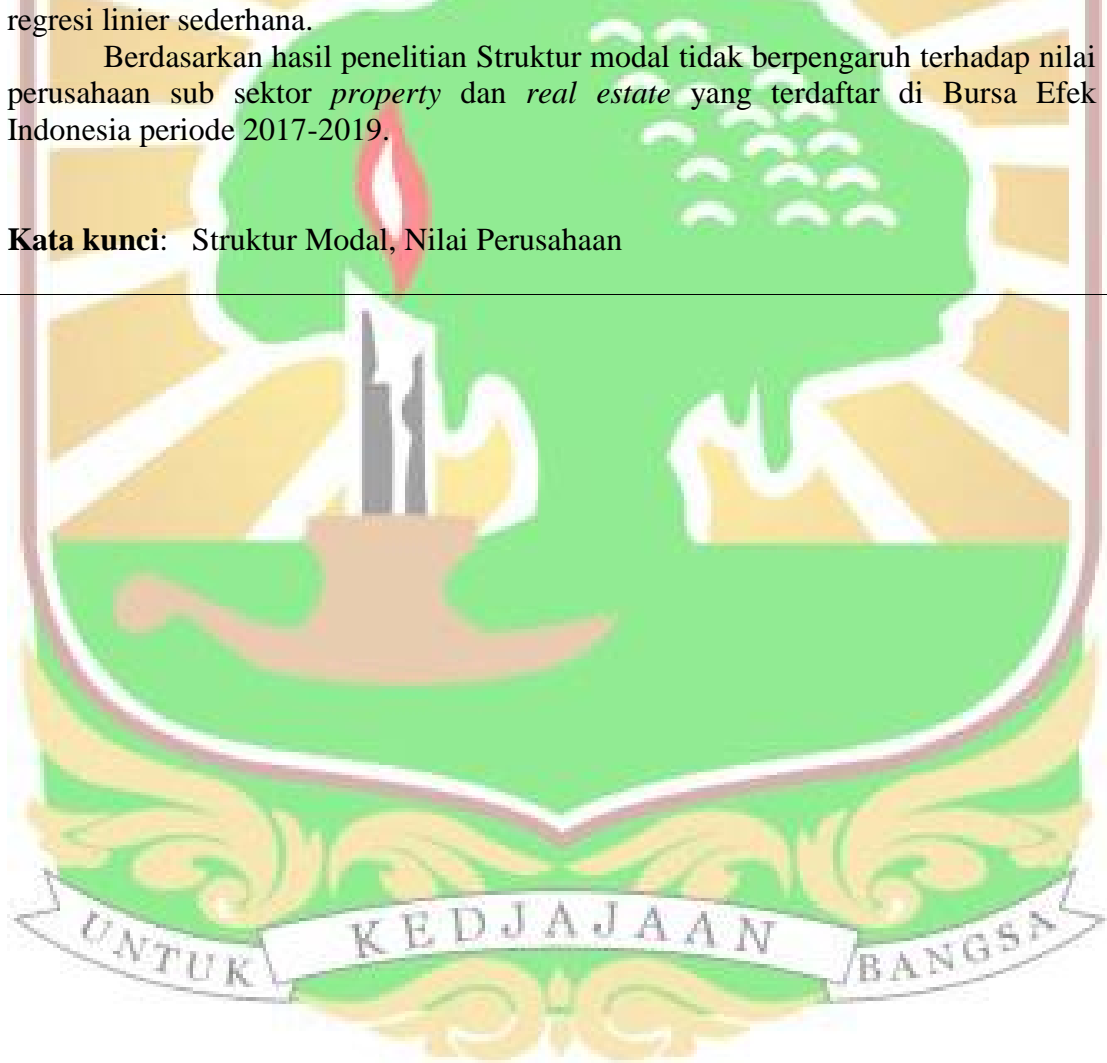 regresi linier sederhana.
Berdasarkan hasil penelitian Struktur modal tidak berpengaruh terhadap nilai
perusahaan sub sektor property dan real estate yang terdaftar di Bursa Efek
Indonesia periode 2017-2019.
Kata kunci: Struktur Modal, Nilai Perusahaan
UNTUK KEDJAJAAN BANGSA